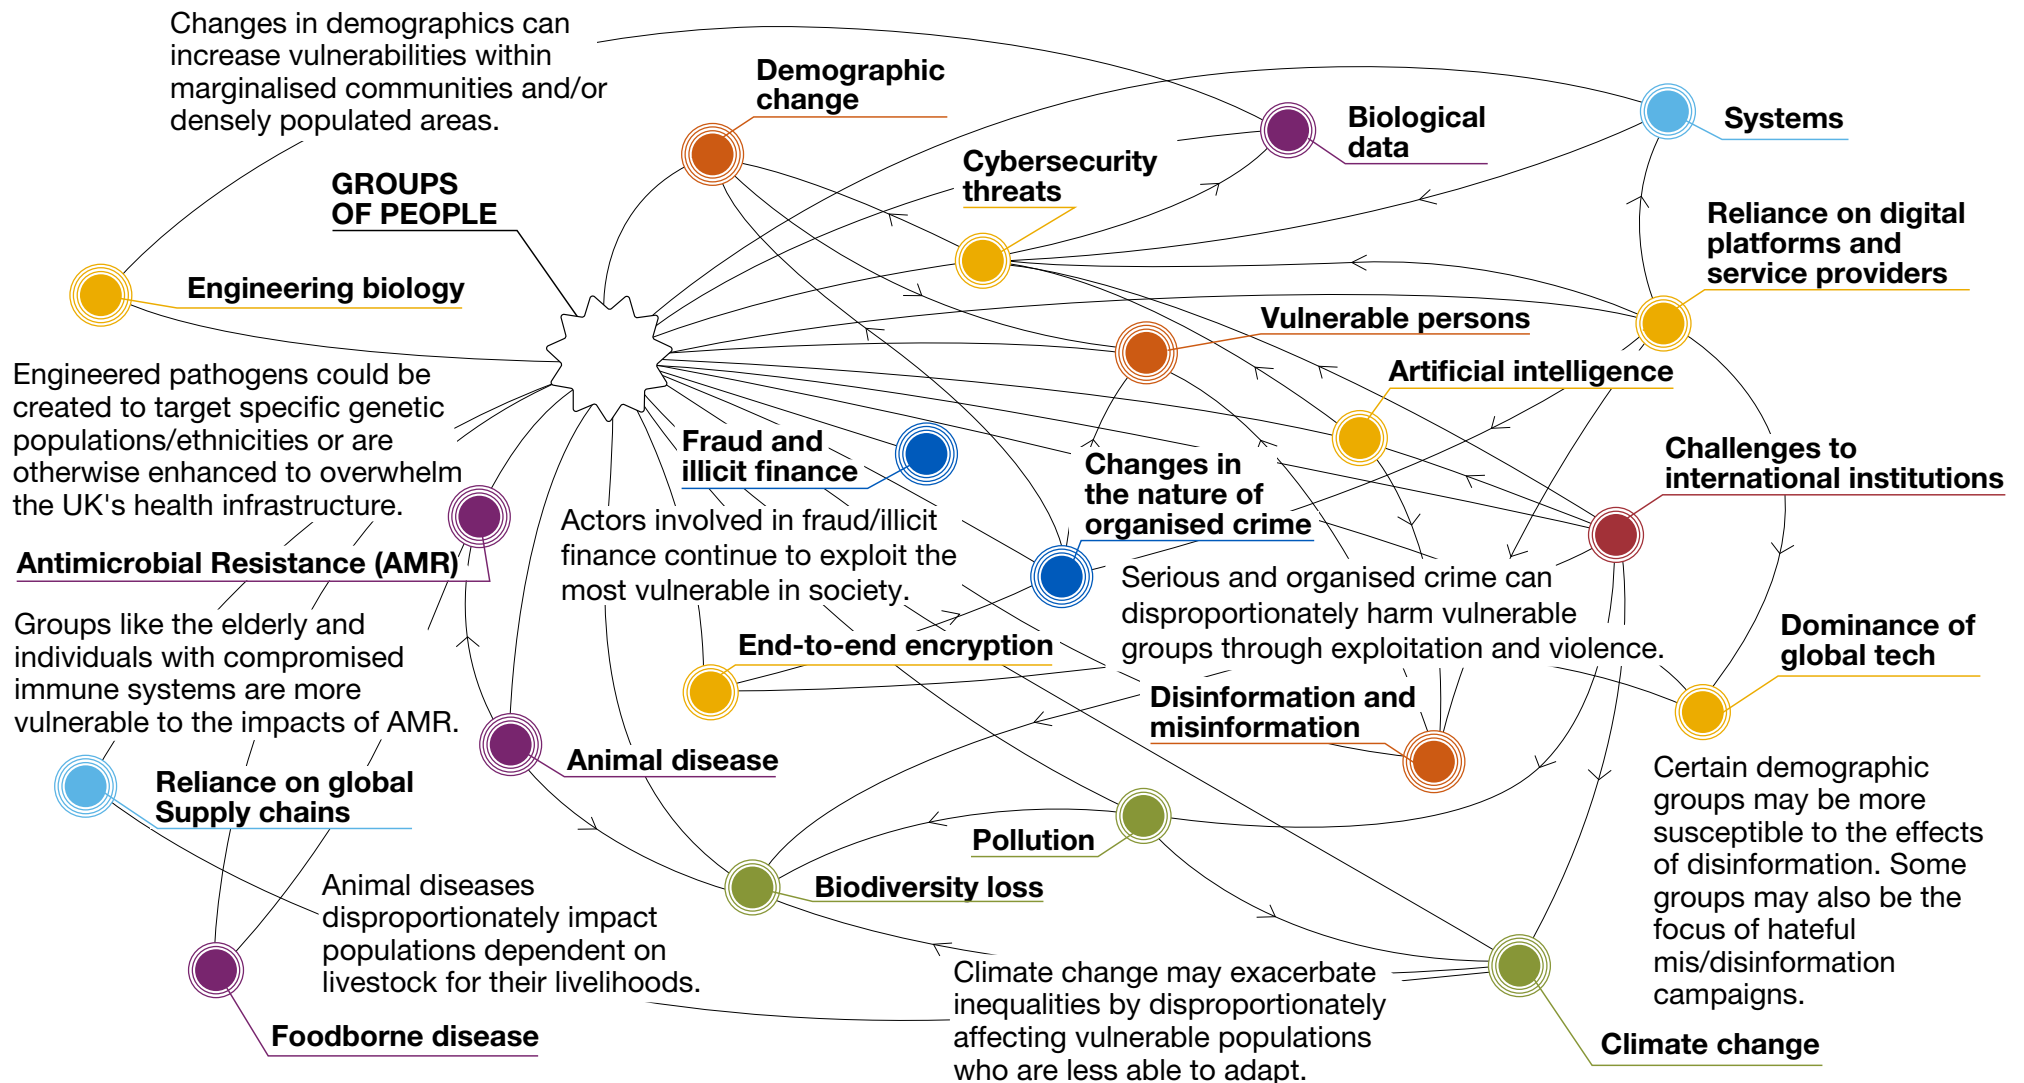 Changes in demographics can
increase vulnerabilities within
marginalised communities and/or
densely populated areas.
Demographic
change
Biological
data
Systems
Cybersecurity
threats
GROUPS
OF PEOPLE
Reliance on digital
platforms and
service providers
Engineering biology
Vulnerable persons
Artificial intelligence
Engineered pathogens could be
created to target specific genetic
populations/ethnicities or are
otherwise enhanced to overwhelm
the UK's health infrastructure.
Fraud and
illicit finance
Changes in
the nature of
organised crime
Challenges to
international institutions
Actors involved in fraud/illicit
finance continue to exploit the
most vulnerable in society.
Antimicrobial Resistance (AMR)
Serious and organised crime can
disproportionately harm vulnerable
groups through exploitation and violence.
Groups like the elderly and
individuals with compromised
immune systems are more
vulnerable to the impacts of AMR.
End-to-end encryption
Dominance of
global tech
Disinformation and
misinformation
Animal disease
Reliance on global
Supply chains
Certain demographic
groups may be more
susceptible to the effects
of disinformation. Some
groups may also be the
focus of hateful
mis/disinformation
campaigns.
Pollution
Biodiversity loss
Animal diseases
disproportionately impact
populations dependent on
livestock for their livelihoods.
Climate change may exacerbate
inequalities by disproportionately
affecting vulnerable populations
who are less able to adapt.
Foodborne disease
Climate change